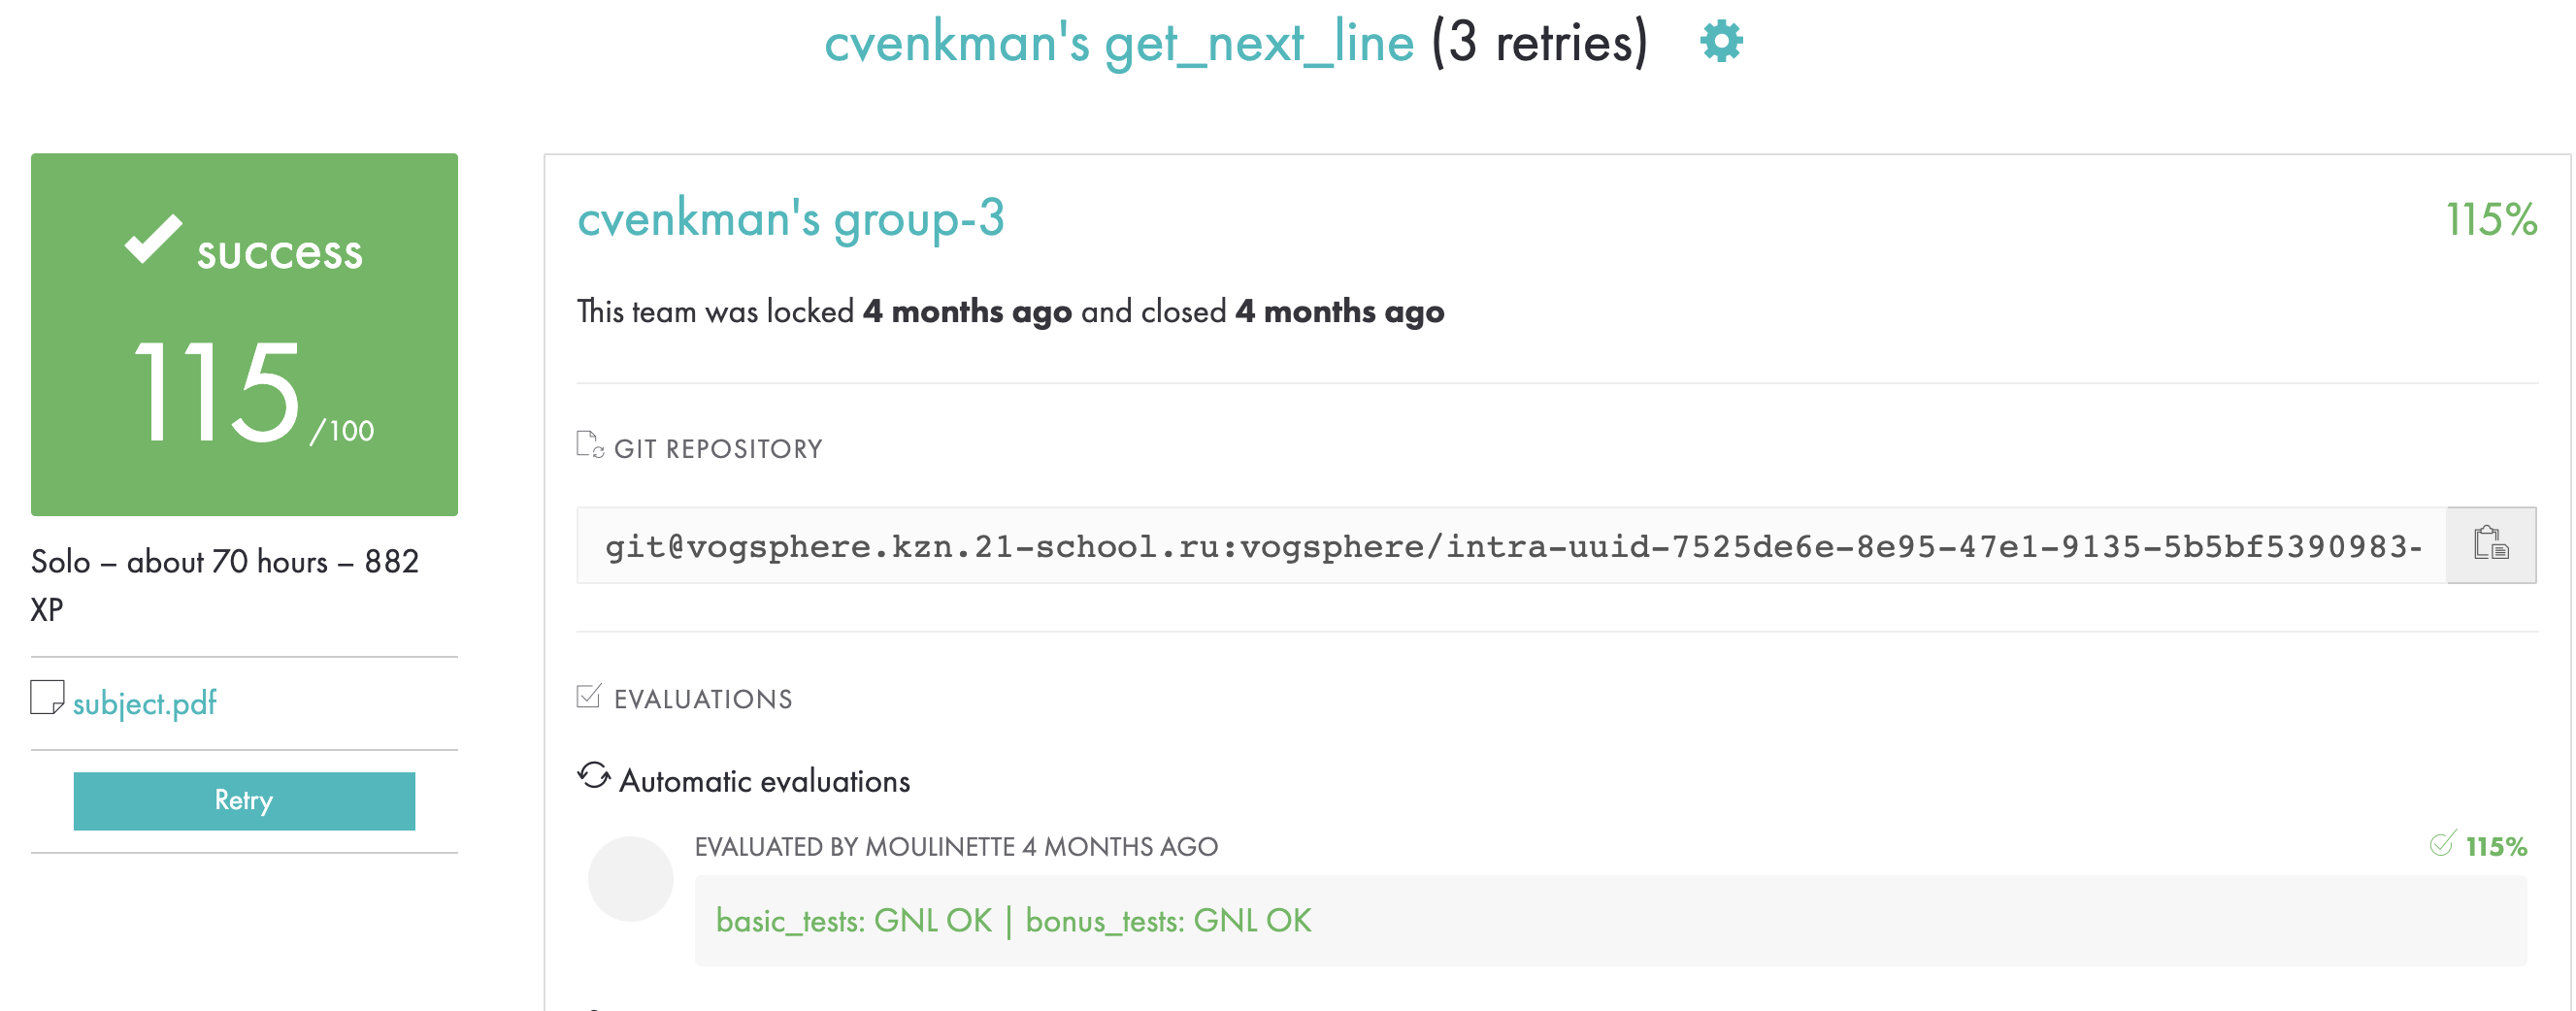 cvenkman's get_next_line (3 retries)
success
115 /100
Solo – about 70 hours – 882
XP
subject.pdf
Retry
cvenkman's group-3
115%
This team was locked 4 months ago and closed 4 months ago
GIT REPOSITORY
git@vogsphere.kzn.21-school.ru:vogsphere/intra-uuid-7525de6e-8e95-47e1-9135-5b5bf5390983-
EVALUATIONS
Automatic evaluations
EVALUATED BY MOULINETTE 4 MONTHS AGO
115%
basic_tests: GNL OK | bonus_tests: GNL OK